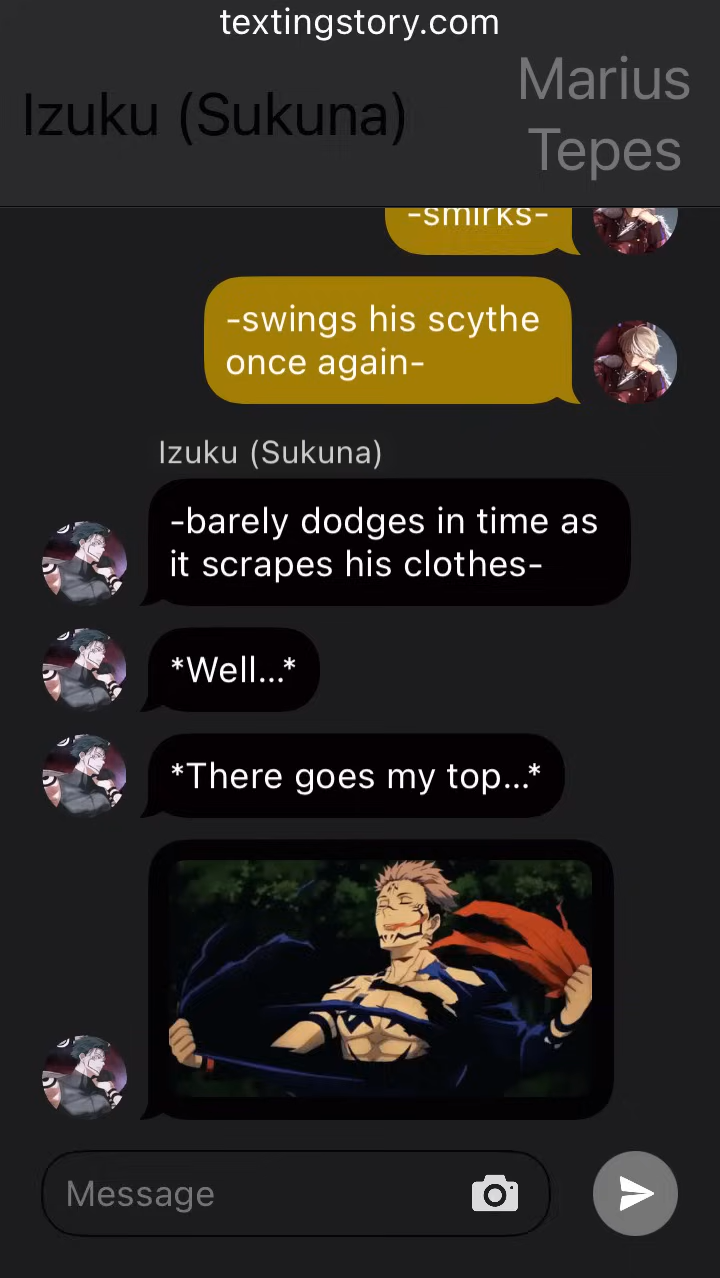 textingstory.com
Izuku (Sukuna)
Marius
Tepes
-smirks-
-swings his scythe
once again-
Izuku (Sukuna)
-barely dodges in time as
it scrapes his clothes-
*Well...*
*There goes my top...*
Message